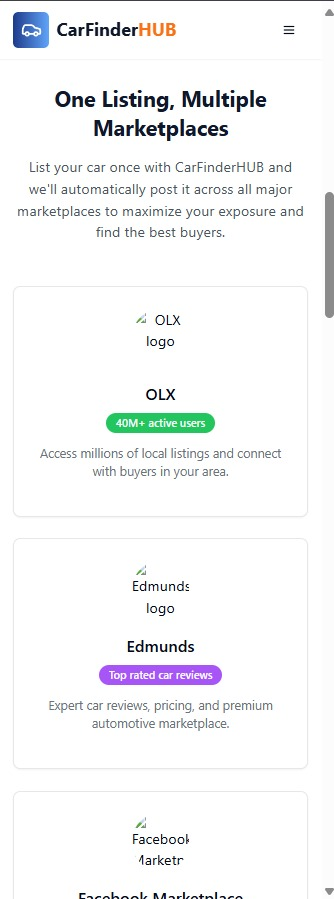 CarFinderHUB
One Listing, Multiple
Marketplaces
List your car once with CarFinderHUB and
we'll automatically post it across all major
marketplaces to maximize your exposure and
find the best buyers.
OLX
logo
OLX
40M+ active users
Access millions of local listings and connect
with buyers in your area.
Edmunds
logo
Edmunds
Top rated car reviews
Expert car reviews, pricing, and premium
automotive marketplace.
Facebook
Facebook Marketplace